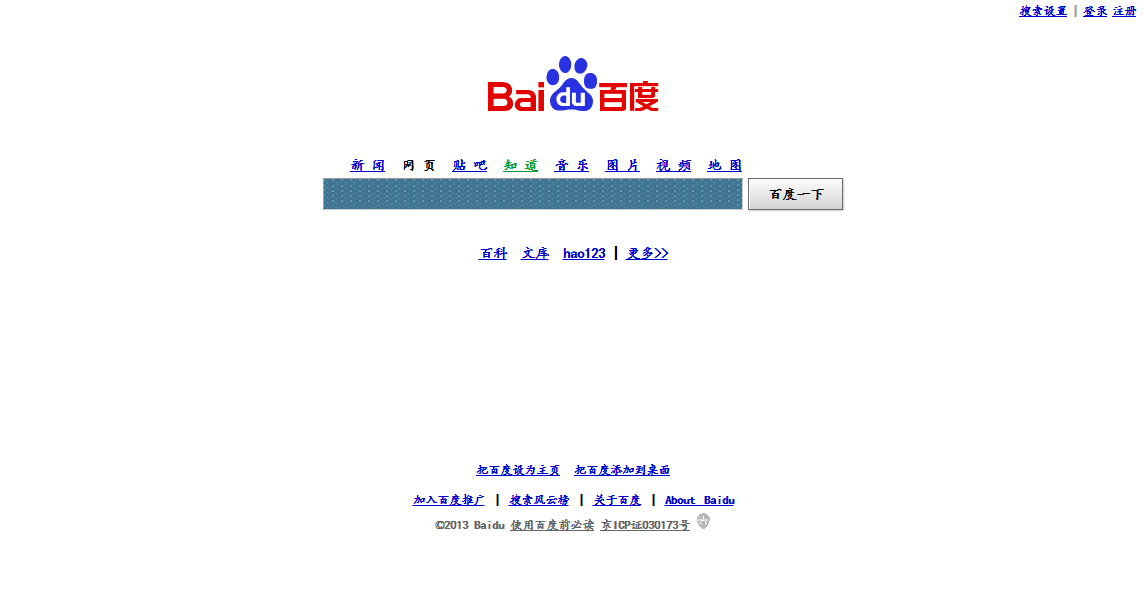 搜索设置 | 登录 注册
Bai du 百度
新 闻 网 页 贴 吧 知 道 音 乐 图 片 视 频 地 图
百度一下
百科 文库 hao123 | 更多>>
把百度设为主页 把百度添加到桌面
加入百度推广 | 搜索风云榜 | 关于百度 | About Baidu
©2013 Baidu 使用百度前必读 京ICP证030173号